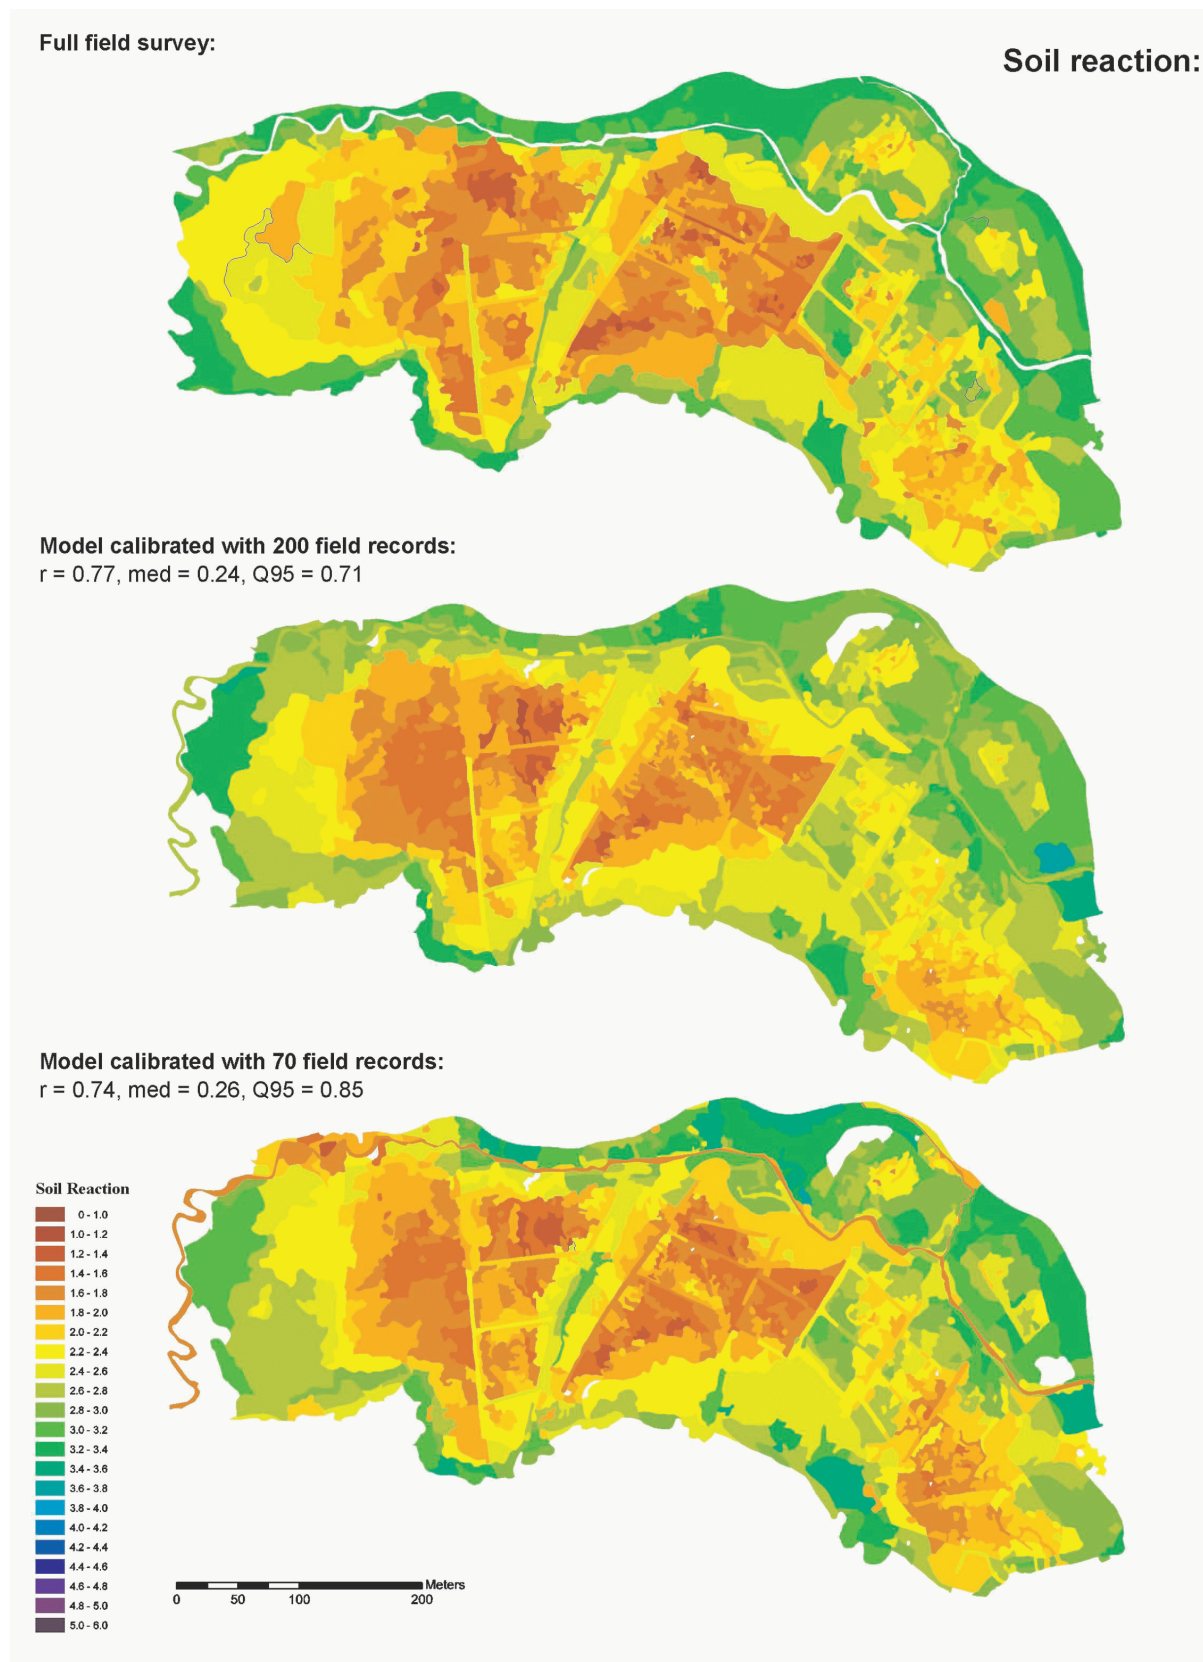 Full field survey:
Soil reaction:
Model calibrated with 200 field records:
r = 0.77, med = 0.24, Q95 = 0.71
Model calibrated with 70 field records:
r = 0.74, med = 0.26, Q95 = 0.85
Soil Reaction
0 - 1.0
1.0 - 1.2
1.2 - 1.4
1.4 - 1.6
1.6 - 1.8
1.8 - 2.0
2.0 - 2.2
2.2 - 2.4
2.4 - 2.6
2.6 - 2.8
2.8 - 3.0
3.0 - 3.2
3.2 - 3.4
3.4 - 3.6
3.6 - 3.8
3.8 - 4.0
4.0 - 4.2
4.2 - 4.4
4.4 - 4.6
4.6 - 4.8
4.8 - 5.0
5.0 - 6.0
Meters
0 50 100 200